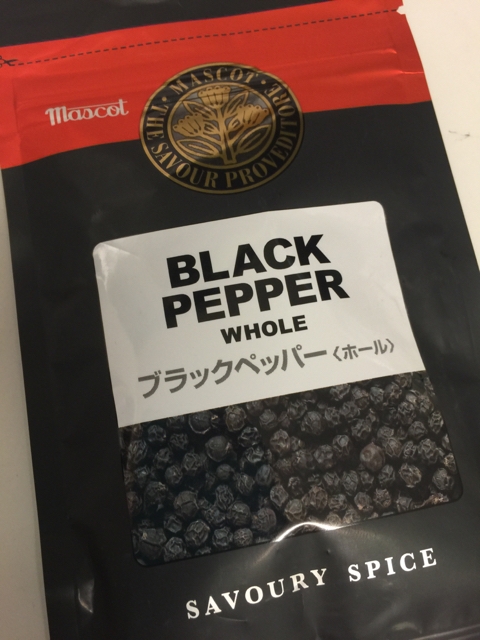 mascot
MASCOT
THE SAVOUR PROVEDITORE
BLACK
PEPPER
WHOLE
ブラックペッパー〈ホール〉
SAVOURY SPICE